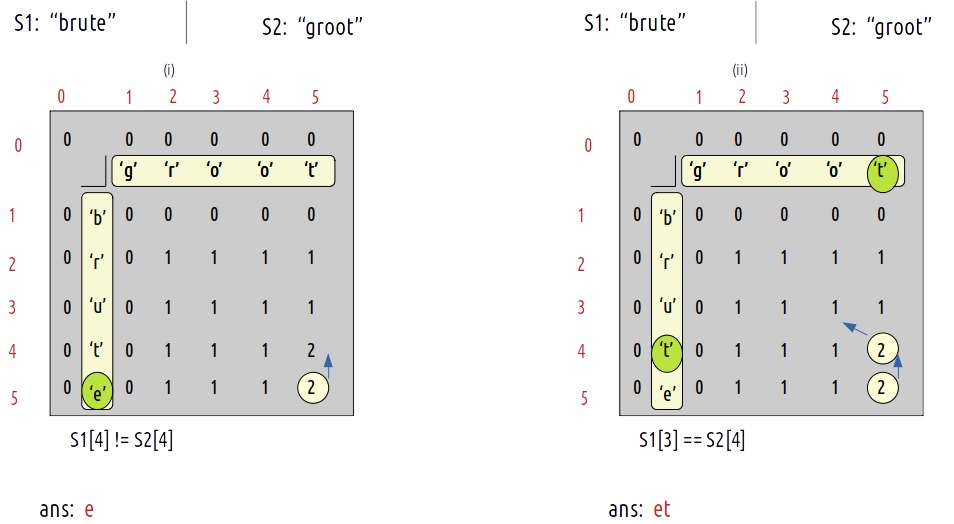 S1: “brute” S2: “groot”
(i)
0 1 2 3 4 5
0 0 0 0 0 0 0
‘g’ ‘r’ ‘o’ ‘o’ ‘t’
1 0 ‘b’ 0 0 0 0 0
2 0 ‘r’ 0 1 1 1 1
3 0 ‘u’ 0 1 1 1 1
4 0 ‘t’ 0 1 1 1 2
5 0 ‘e’ 0 1 1 1 2
S1[4] != S2[4]
ans: e
S1: “brute” S2: “groot”
(ii)
0 1 2 3 4 5
0 0 0 0 0 0 0
‘g’ ‘r’ ‘o’ ‘o’ ‘t’
1 0 ‘b’ 0 0 0 0 0
2 0 ‘r’ 0 1 1 1 1
3 0 ‘u’ 0 1 1 1 1
4 0 ‘t’ 0 1 1 1 2
5 0 ‘e’ 0 1 1 1 2
S1[3] == S2[4]
ans: et